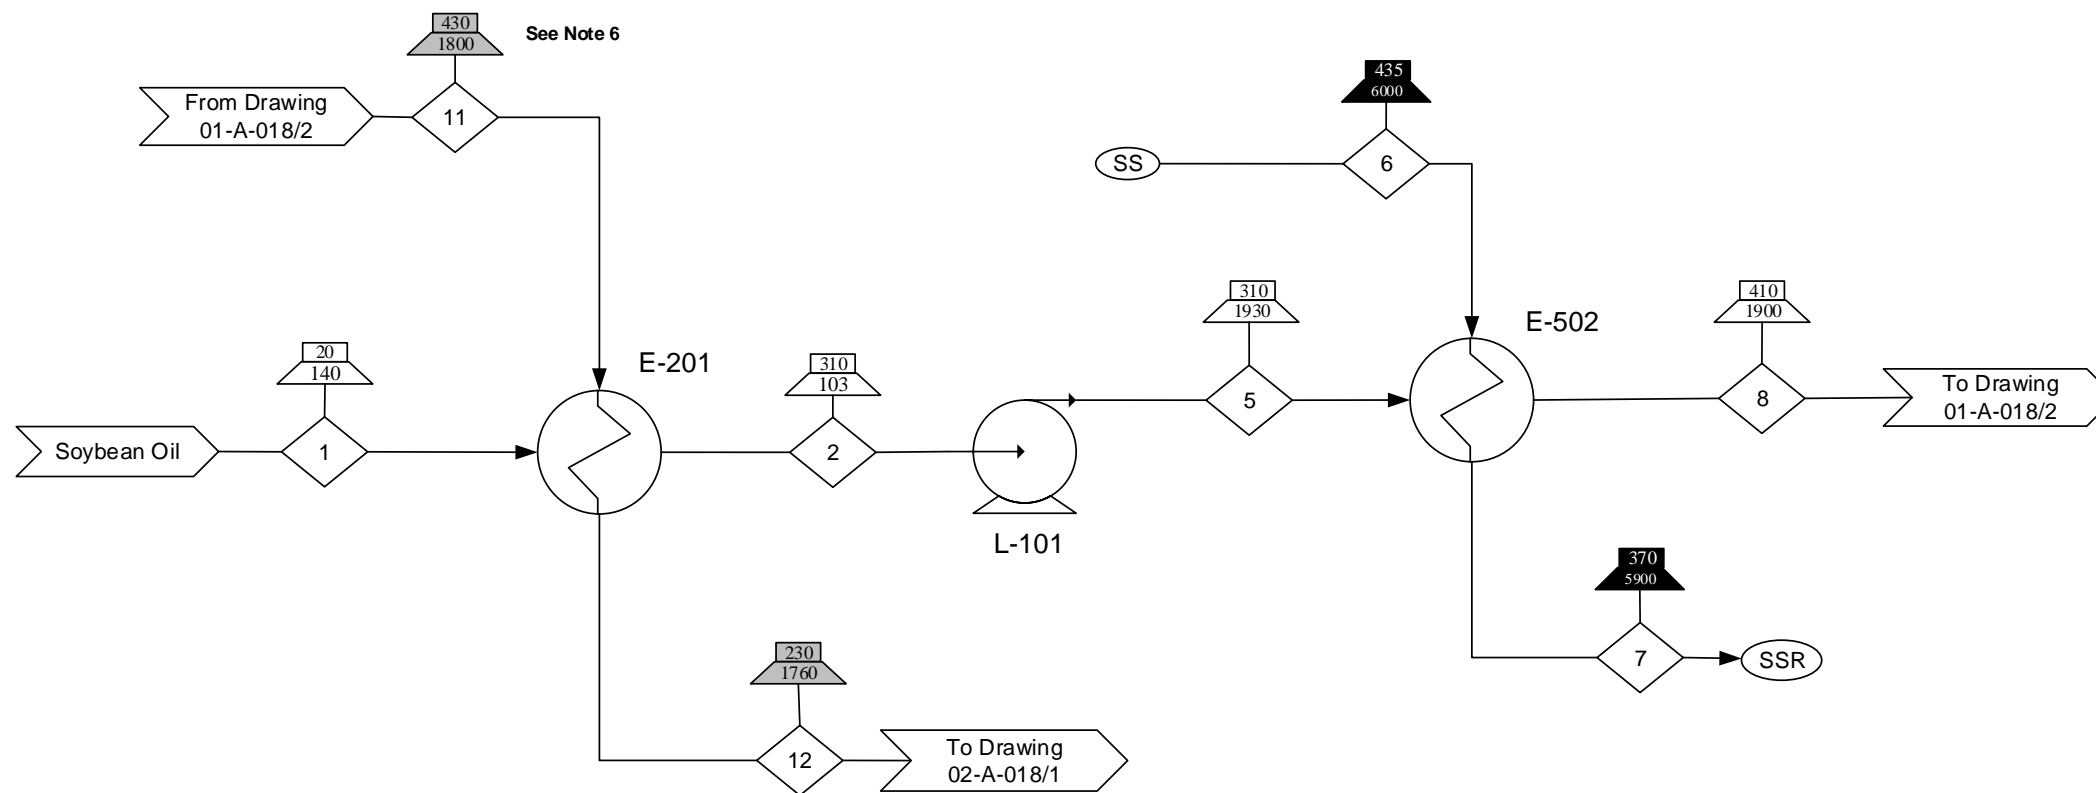 430
1800
See Note 6
From Drawing
01-A-018/2
11
435
6000
SS
6
310
1930
410
1900
E-502
20
140
E-201
310
103
5
8
To Drawing
01-A-018/2
Soybean Oil
1
2
L-101
370
5900
230
1760
7
SSR
12
To Drawing
02-A-018/1